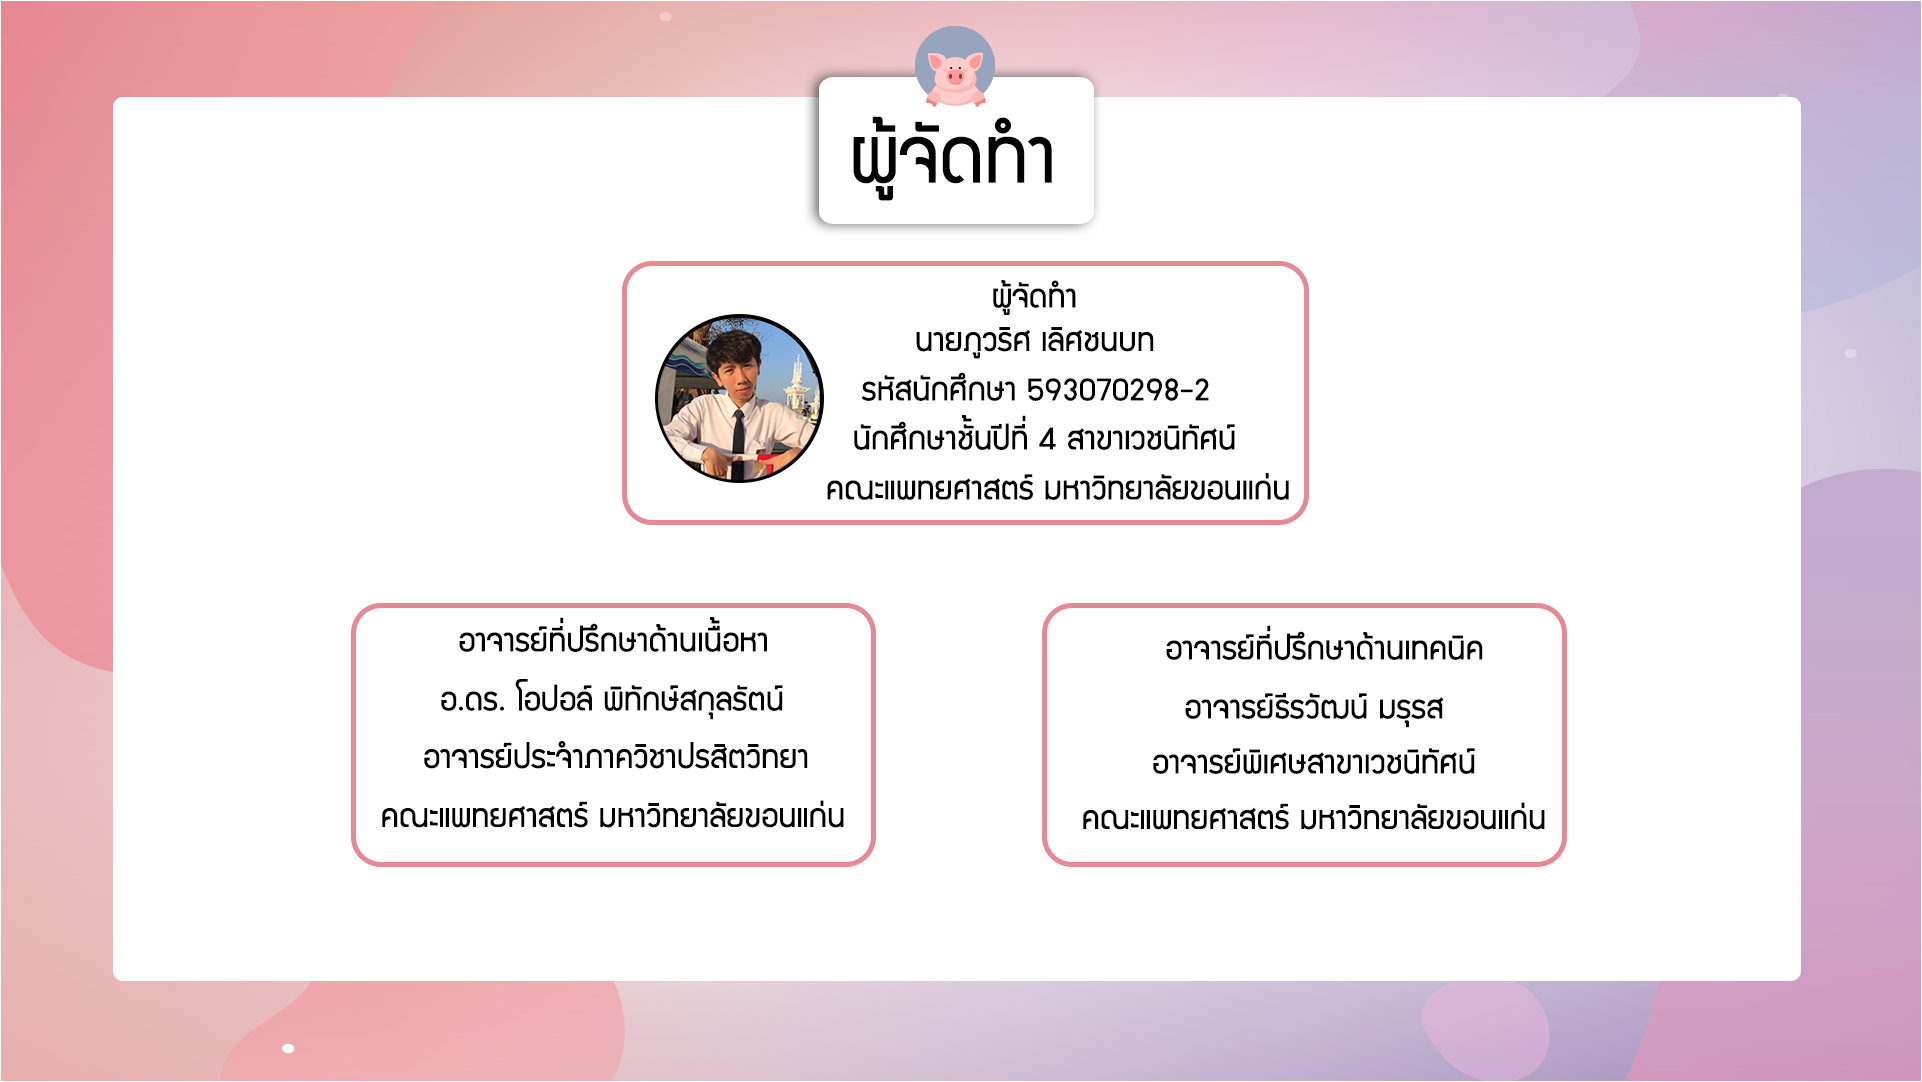 ผู้จัดทำ
ผู้จัดทำ
นายภูวริศ เลิศชนบท
รหัสนักศึกษา 593070298-2
นักศึกษาชั้นปีที่ 4 สาขาเวชนิทัศน์
คณะแพทยศาสตร์ มหาวิทยาลัยขอนแก่น
อาจารย์ที่ปรึกษาด้านเนื้อหา
อ.ดร. โอปอล์ พิทักษ์สกุลรัตน์
อาจารย์ประจำภาควิชาปรสิตวิทยา
คณะแพทยศาสตร์ มหาวิทยาลัยขอนแก่น
อาจารย์ที่ปรึกษาด้านเทคนิค
อาจารย์ธีรวัฒน์ มรุรส
อาจารย์พิเศษสาขาเวชนิทัศน์
คณะแพทยศาสตร์ มหาวิทยาลัยขอนแก่น